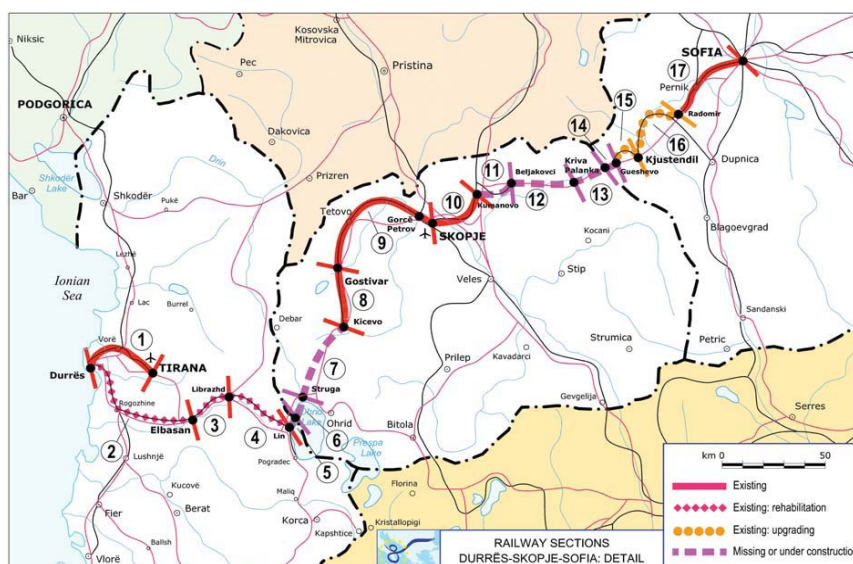 Niksic
Kosovska
Mitrovica
SOFIA
Pec
Pristina
17
Pernik
PODGORICA
15
Radomir
14
Dakovica
16
Kjustendil
Drin
Kriva
Palanka
Gueshevo
Dupnica
Shkodër
Lake
Prizren
11
Beljakovci
13
Bar
Shkodër
Pukë
Tetovo
10
Kumanovo
12
Gorcë
Petrov
SKOPJE
Blagoevgrad
9
Kocani
Ionian
Sea
Lezhë
Gostivar
Veles
Stip
Lac
Burrel
8
Sandanski
Debar
Kicevo
1
Vorë
Strumica
Petric
TIRANA
Prilep
Kavadarci
Durrës
7
Librazhd
Struga
Rogozhine
Gevgelija
Ohrid
Lake
Ohrid
Serres
3
Elbasan
4
Lin
6
Bitola
Prespa
Lake
2
Lushnjë
Pogradec
5
km 0 50
Kucovë
Maliq
Florina
Existing
Fier
Berat
Korca
Existing: rehabilitation
Kristallopigi
Kapshtice
Existing: upgrading
Ballsh
RAILWAY SECTIONS
Vlorë
DURRËS-SKOPJE-SOFIA: DETAIL
Missing or under constructio